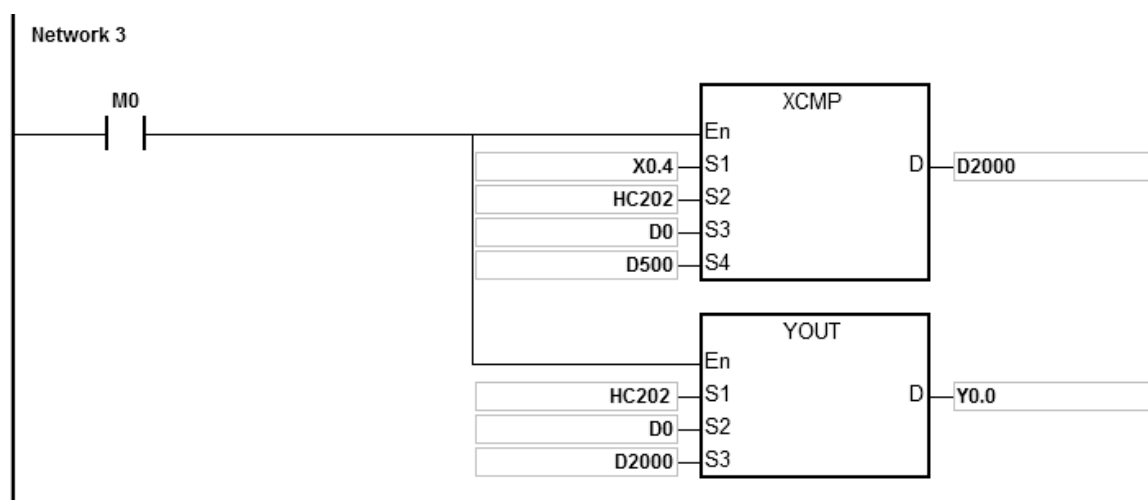 Network 3
M0
XCMP
En
X0.4 S1 D D2000
HC202 S2
D0 S3
D500 S4
YOUT
En
HC202 S1 D Y0.0
D0 S2
D2000 S3